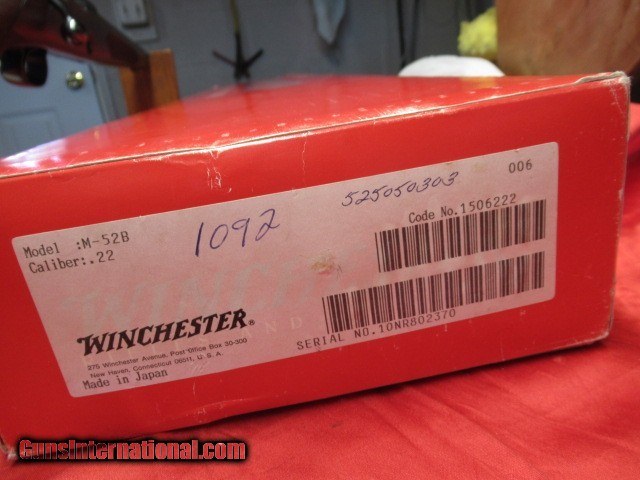 006
525050303
1092
Code No.1506222
Model :M-52B
Caliber:.22
WINCHESTER®
SERIAL NO.10NR802370
275 Winchester Avenue, Post Office Box 30-300
New Haven, Connecticut 06511, U. S. A.
Made in Japan
GunsInternational.com